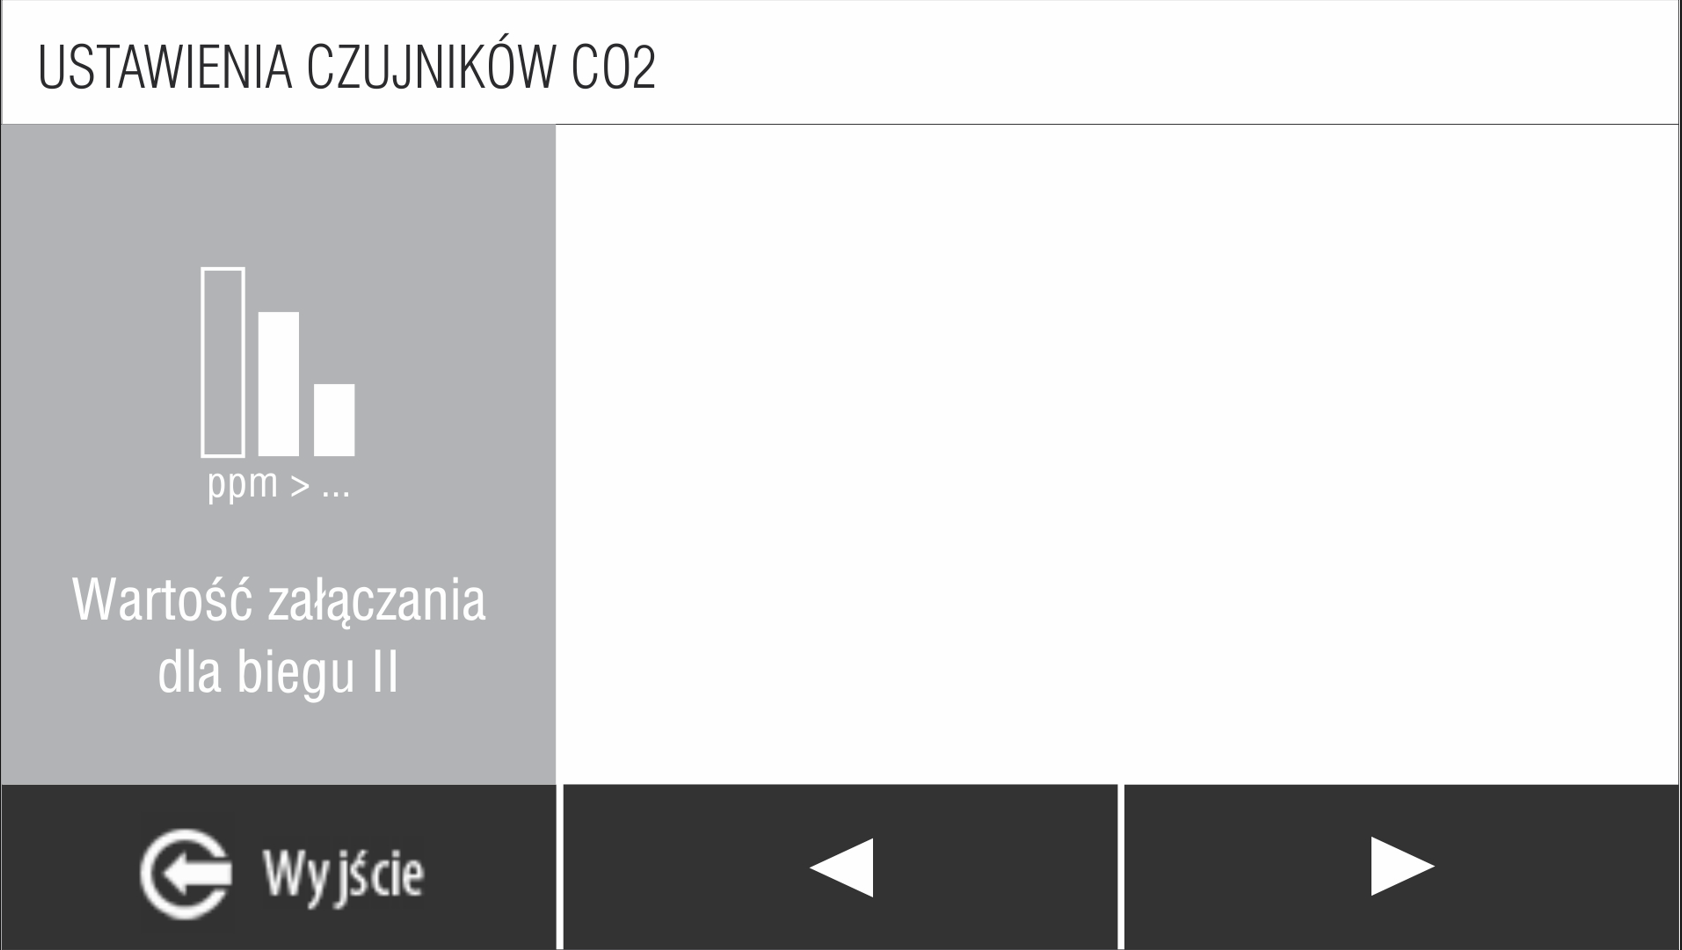 USTAWIENIA CZUJNIKÓW CO2
ppm > ...
Wartość załączania
dla biegu II
Wyjście